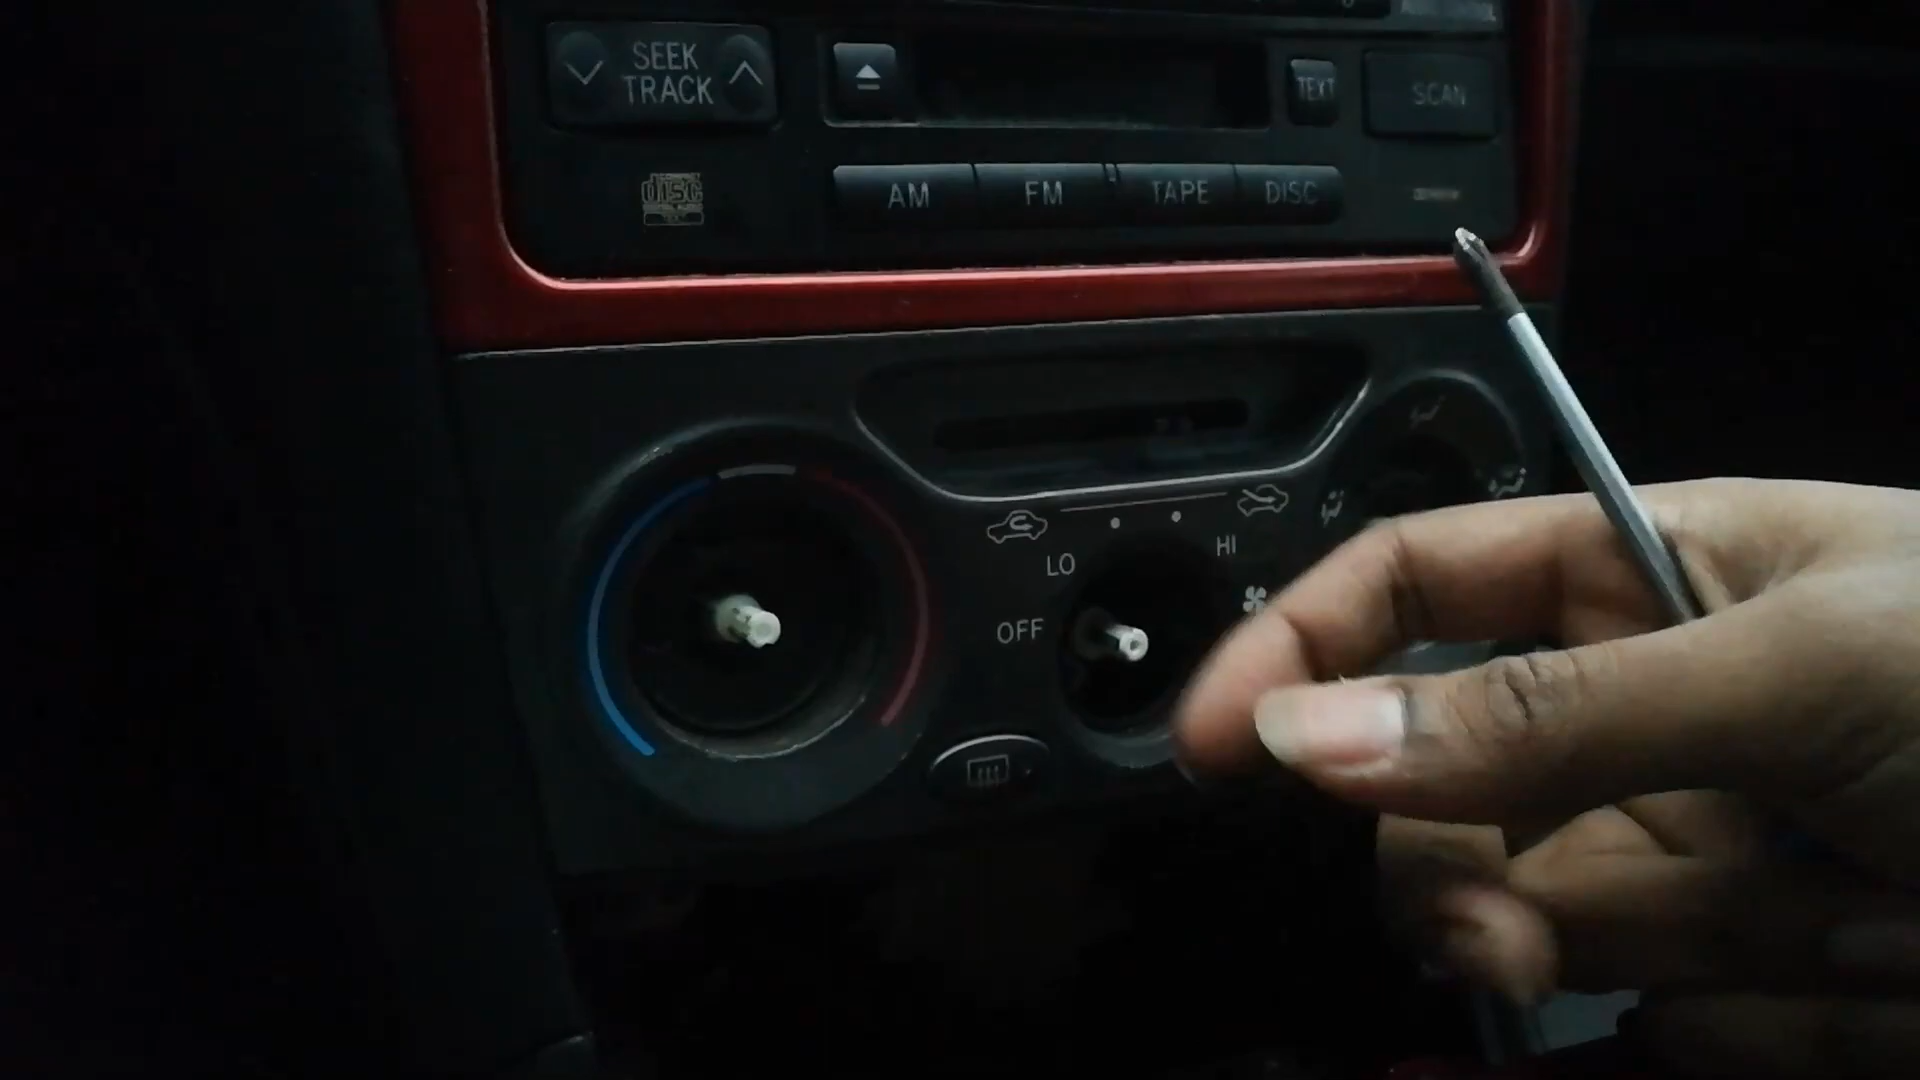 SEEK
TRACK
TEXT
SCAN
disc
AM
FM
TAPE
DISC
LO
HI
OFF